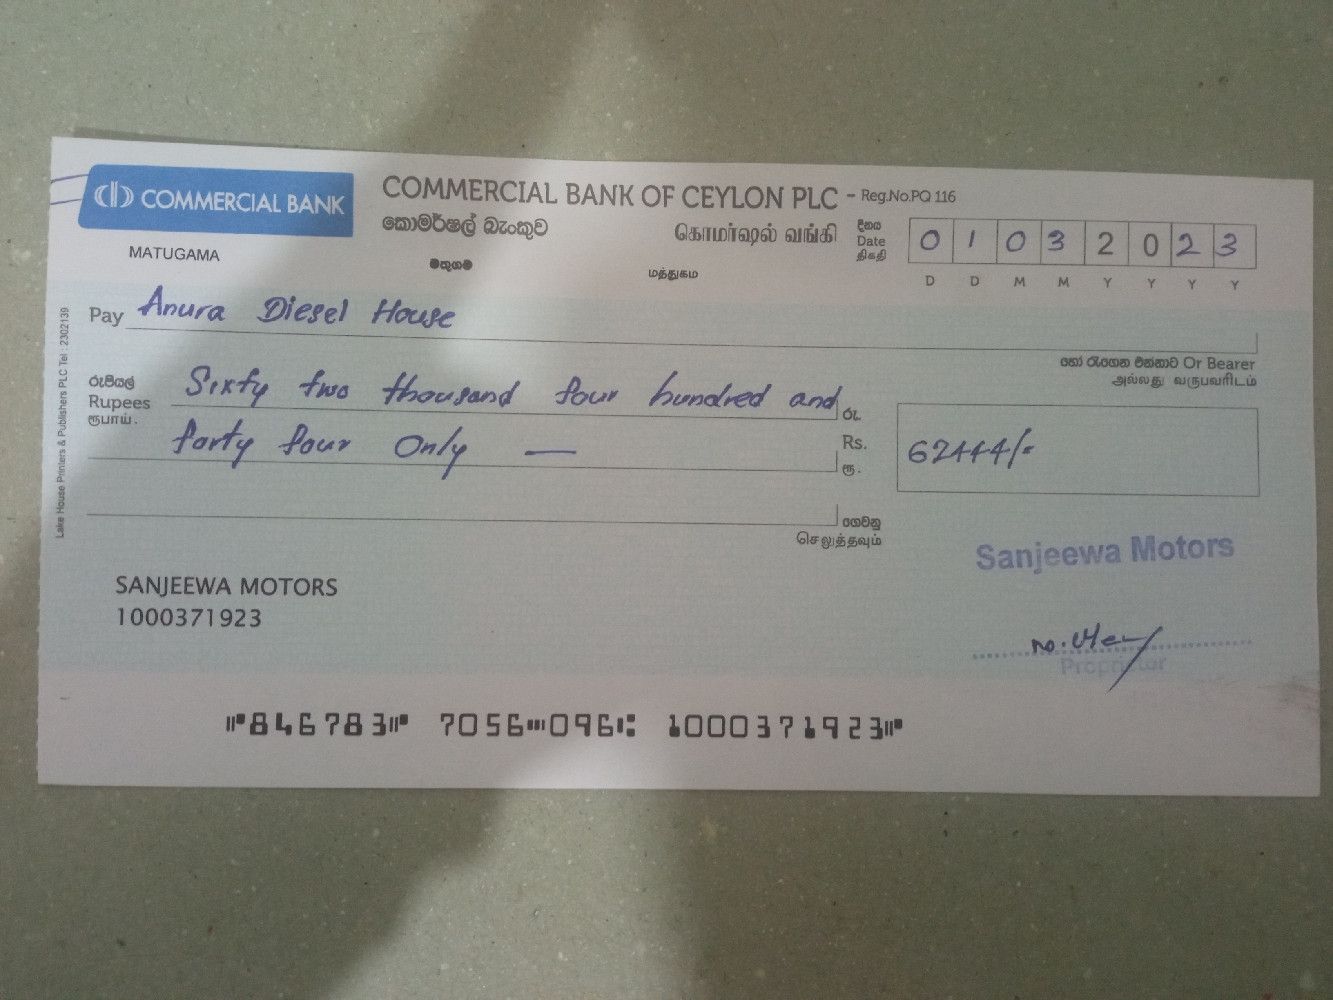 COMMERCIAL BANK
COMMERCIAL BANK OF CEYLON PLC - Reg.No.PQ 116
කොමර්ෂල් බැංකුව
கொமர்ஷல் வங்கி
MATUGAMA
මතුගම
மத்துகம
දිනය
Date
திகதி
0 1 0 3 2 0 2 3
D D M M Y Y Y Y
Pay Anura Diesel House
හෝ රැගෙන එන්නාට Or Bearer
அல்லது வருபவரிடம்
රුපියල්
Rupees
ரூபாய்.
Sixty two thousand four hundred and
forty four Only —
රු.
Rs.
ரூ.
62444/-
ගෙවනු
செலுத்தவும்
Lake House Printers & Publishers PLC Tel : 2302139
SANJEEWA MOTORS
1000371923
Sanjeewa Motors
Proprietor
⑈846783⑈ 7056⑉096⑆ 1000371923⑈